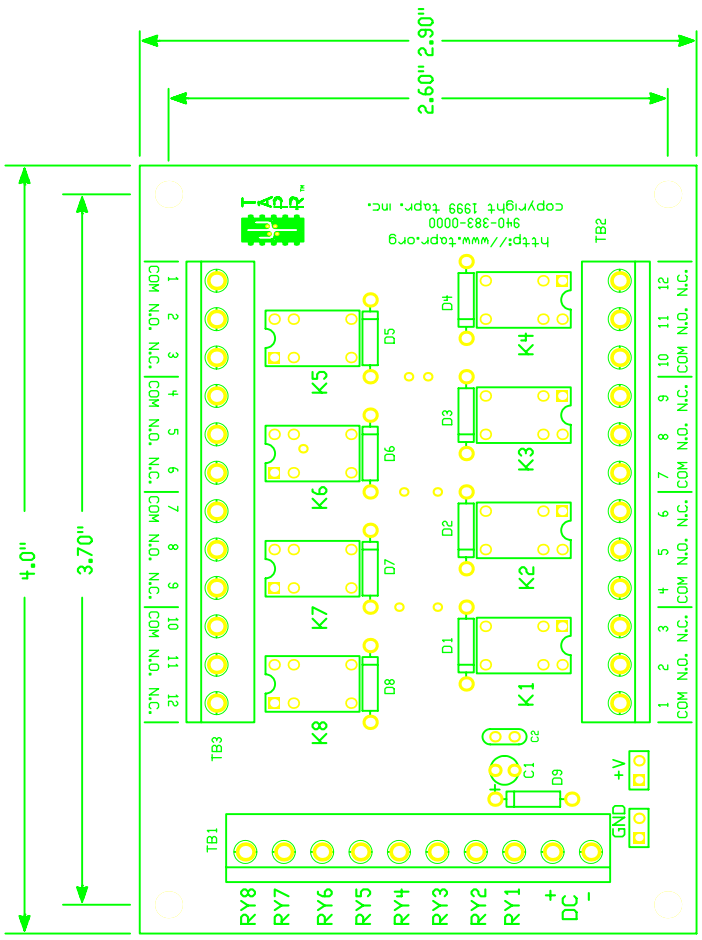 2.60" 2.90"
4.0"
3.70"
TAPR
TM
copyright 1999 tapr. inc.
940-383-0000
http://www.tapr.org
TB2
COM N.O. N.C.
1 2 3
COM N.O. N.C.
4 5 6
COM N.O. N.C.
7 8 9
COM N.O. N.C.
10 11 12
TB3
K5
D5
K6
D6
K7
D7
K8
D8
D4
K4
D3
K3
D2
K2
D1
K1
10 11 12
COM N.O. N.C.
7 8 9
COM N.O. N.C.
4 5 6
COM N.O. N.C.
1 2 3
COM N.O. N.C.
C2
+
C1
D9
+V
GND
TB1
RY8
RY7
RY6
RY5
RY4
RY3
RY2
RY1
- DC +